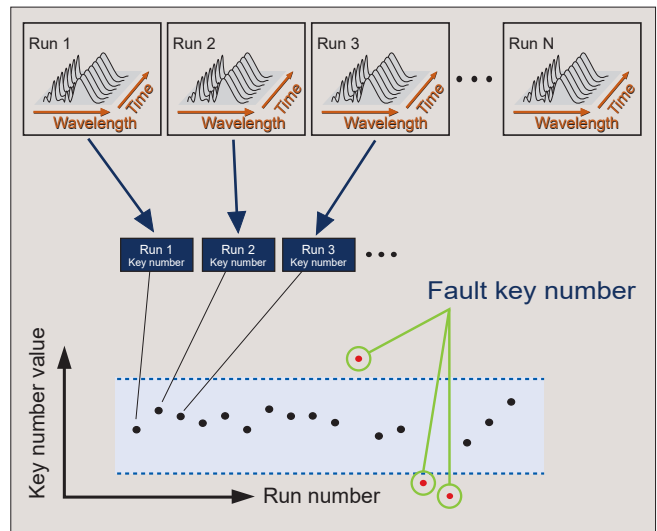 Run 1
Run 2
Run 3
Run N
Wavelength
Time
Wavelength
Time
Wavelength
Time
Wavelength
Time
Run 1
Key number
Run 2
Key number
Run 3
Key number
Fault key number
Key number value
Run number